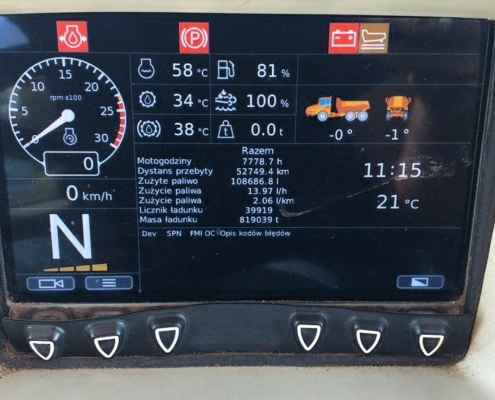 15
10
20
rpm x100
5
25
0
30
0
0 km/h
N
58 °C
81 %
34 °C
100 %
38 °C
0.0 t
-0 °
-1 °
Razem
Motogodziny 7778.7 h
Dystans przebyty 52749.4 km
Zużyte paliwo 108686.8 l
Zużycie paliwa 13.97 l/h
Zużycie paliwa 2.06 l/km
Licznik ładunku 39919
Masa ładunku 819039 t
11:15
21 °C
Dev SPN FMI OC Opis kodów błędów